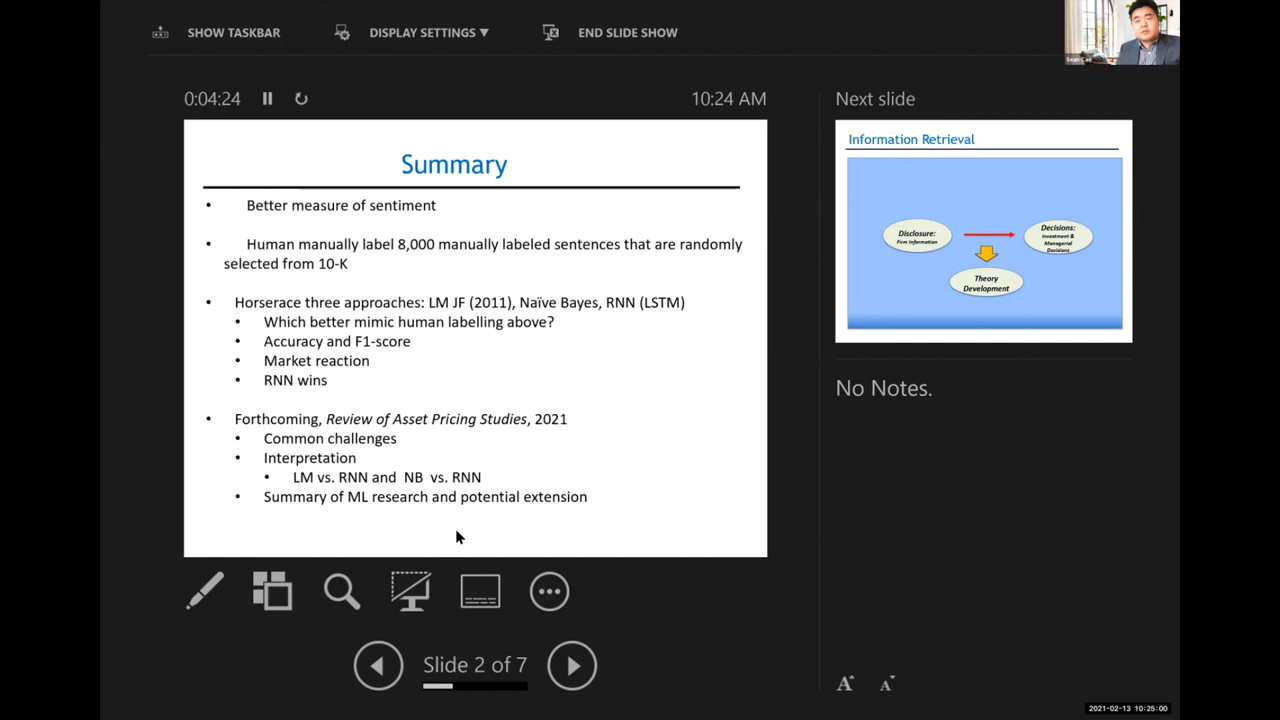 SHOW TASKBAR
DISPLAY SETTINGS ▼
END SLIDE SHOW
Sean Cao
0:04:24
10:24 AM
Summary
• Better measure of sentiment
• Human manually label 8,000 manually labeled sentences that are randomly
selected from 10-K
• Horserace three approaches: LM JF (2011), Naïve Bayes, RNN (LSTM)
• Which better mimic human labelling above?
• Accuracy and F1-score
• Market reaction
• RNN wins
• Forthcoming, Review of Asset Pricing Studies, 2021
• Common challenges
• Interpretation
• LM vs. RNN and NB vs. RNN
• Summary of ML research and potential extension
Slide 2 of 7
Next slide
Information Retrieval
Disclosure:
Firm Information
Decisions:
Investment &
Managerial
Decisions
Theory
Development
No Notes.
A A
2021-02-13 10:25:00